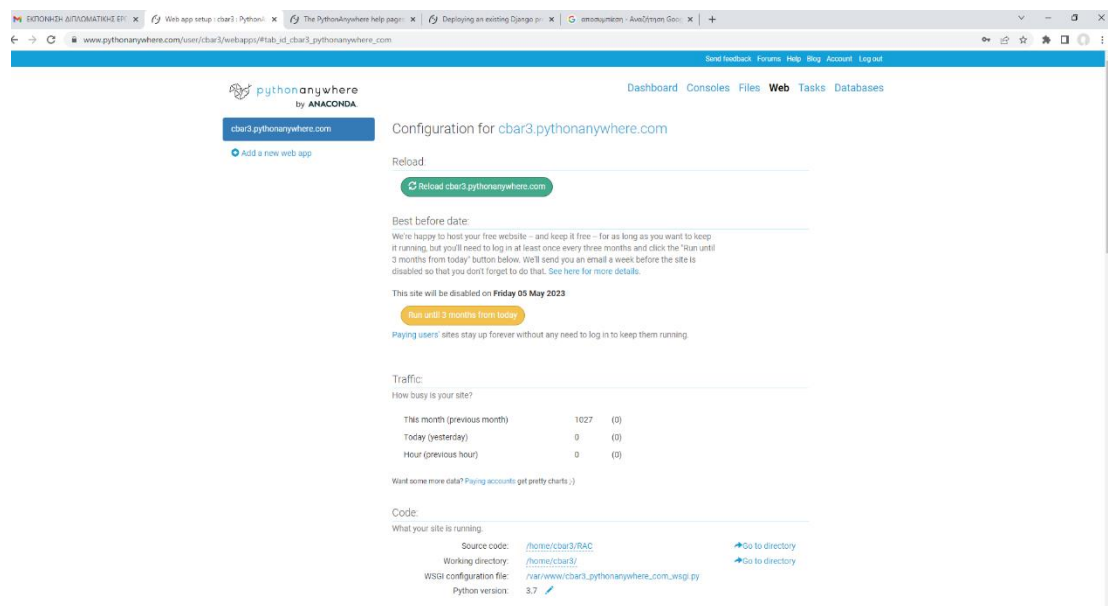 ΕΚΠΟΝΗΣΗ ΔΙΠΛΩΜΑΤΙΚΗΣ ΕΡΓ
Web app setup : cbar3 : PythonA
The PythonAnywhere help pages
Deploying an existing Django pro
αποσυμπίεση - Αναζήτηση Goog
www.pythonanywhere.com/user/cbar3/webapps/#tab_id_cbar3_pythonanywhere_com
Send feedback Forums Help Blog Account Log out
pythonanywhere
by ANACONDA.
Dashboard Consoles Files Web Tasks Databases
cbar3.pythonanywhere.com
Add a new web app
Configuration for cbar3.pythonanywhere.com
Reload:
Reload cbar3.pythonanywhere.com
Best before date:
We're happy to host your free website – and keep it free – for as long as you want to keep
it running, but you'll need to log in at least once every three months and click the "Run until
3 months from today" button below. We'll send you an email a week before the site is
disabled so that you don't forget to do that. See here for more details.
This site will be disabled on Friday 05 May 2023
Run until 3 months from today
Paying users' sites stay up forever without any need to log in to keep them running.
Traffic:
How busy is your site?
This month (previous month) 1027 (0)
Today (yesterday) 0 (0)
Hour (previous hour) 0 (0)
Want some more data? Paying accounts get pretty charts ;-)
Code:
What your site is running.
Source code: /home/cbar3/RAC Go to directory
Working directory: /home/cbar3/ Go to directory
WSGI configuration file: /var/www/cbar3_pythonanywhere_com_wsgi.py
Python version: 3.7